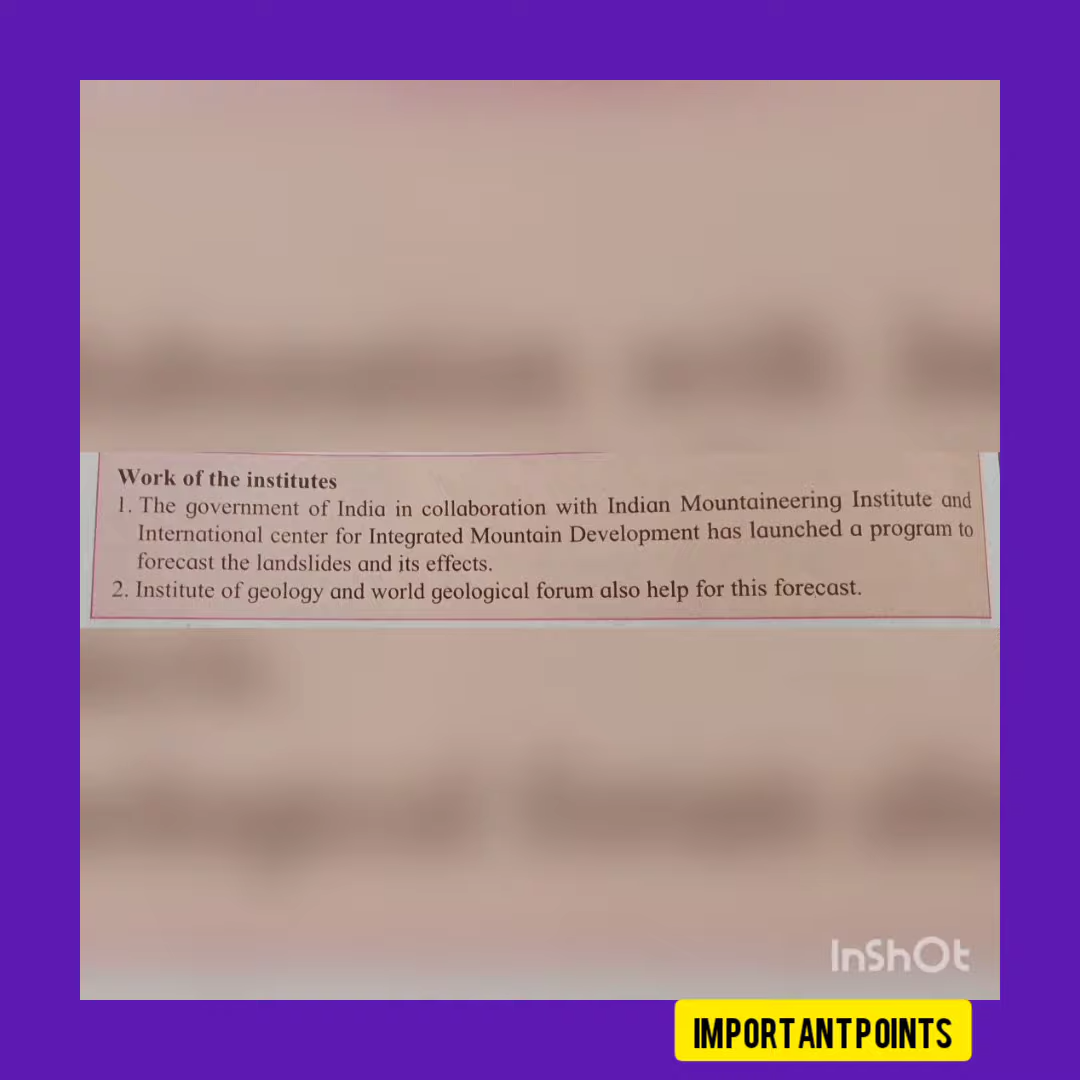 Work of the institutes
1. The government of India in collaboration with Indian Mountaineering Institute and
International center for Integrated Mountain Development has launched a program to
forecast the landslides and its effects.
2. Institute of geology and world geological forum also help for this forecast.
InShOt
IMPORTANTPOINTS